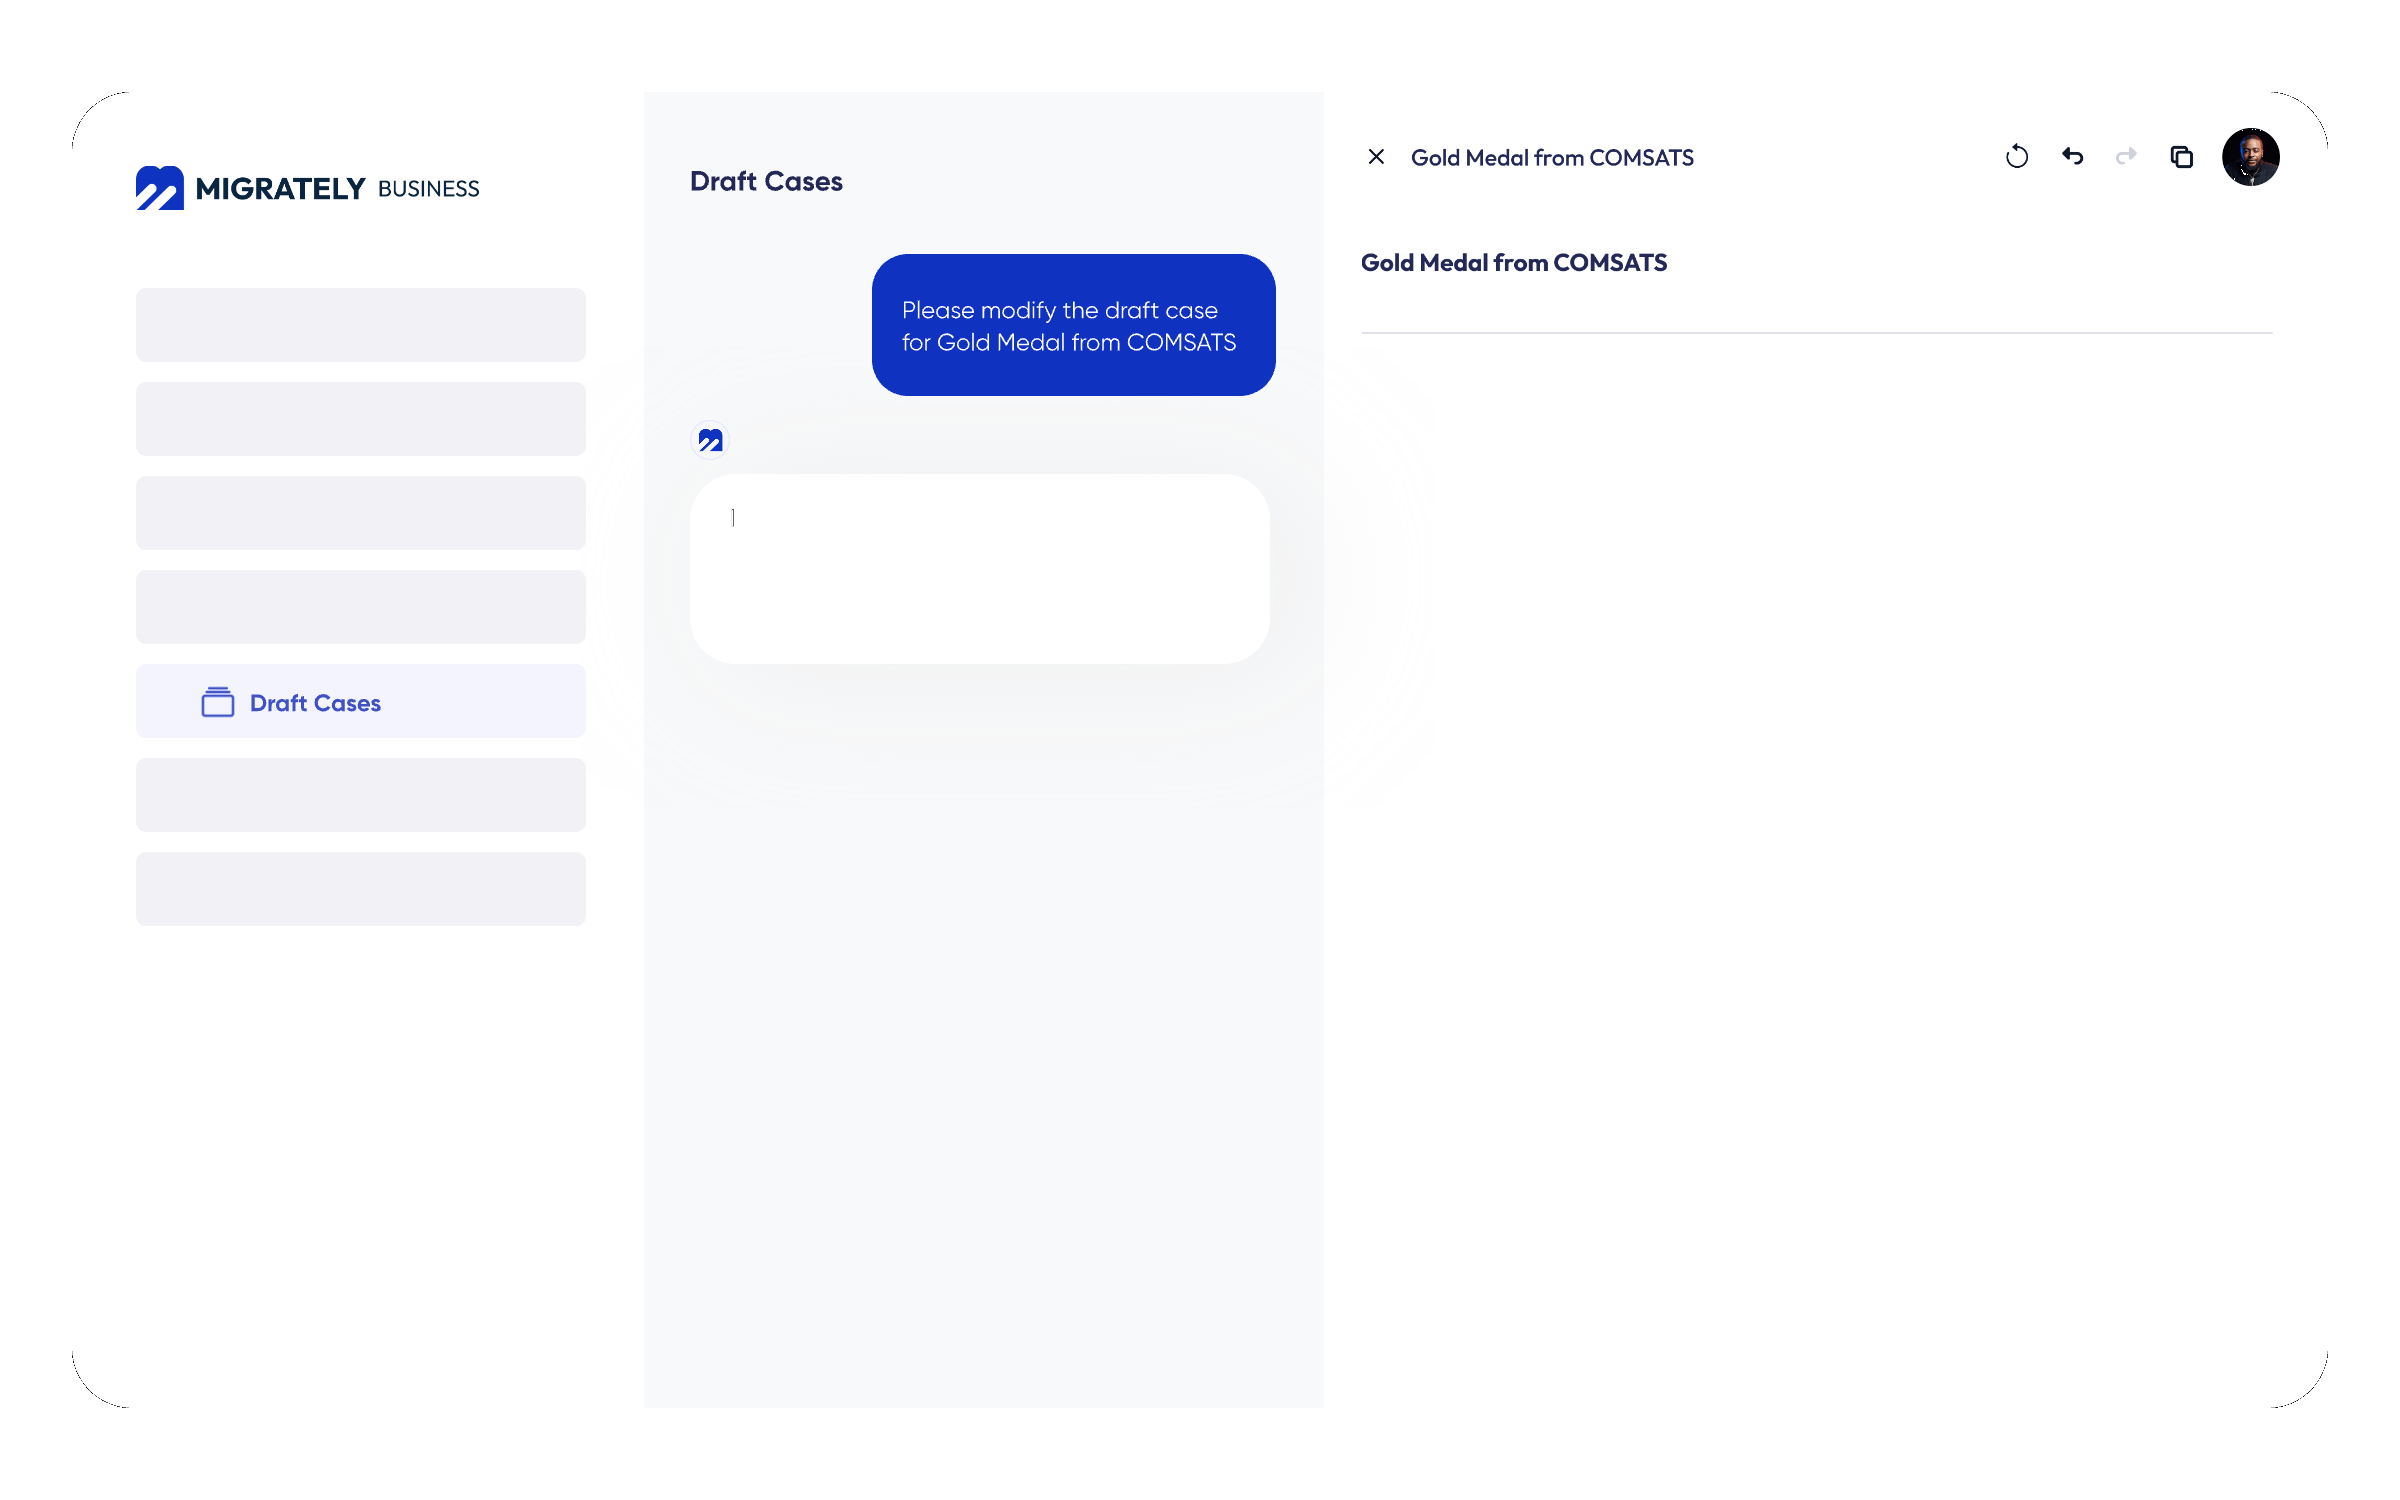 MIGRATELY BUSINESS
Draft Cases
Draft Cases
Please modify the draft case
for Gold Medal from COMSATS
Gold Medal from COMSATS
Gold Medal from COMSATS